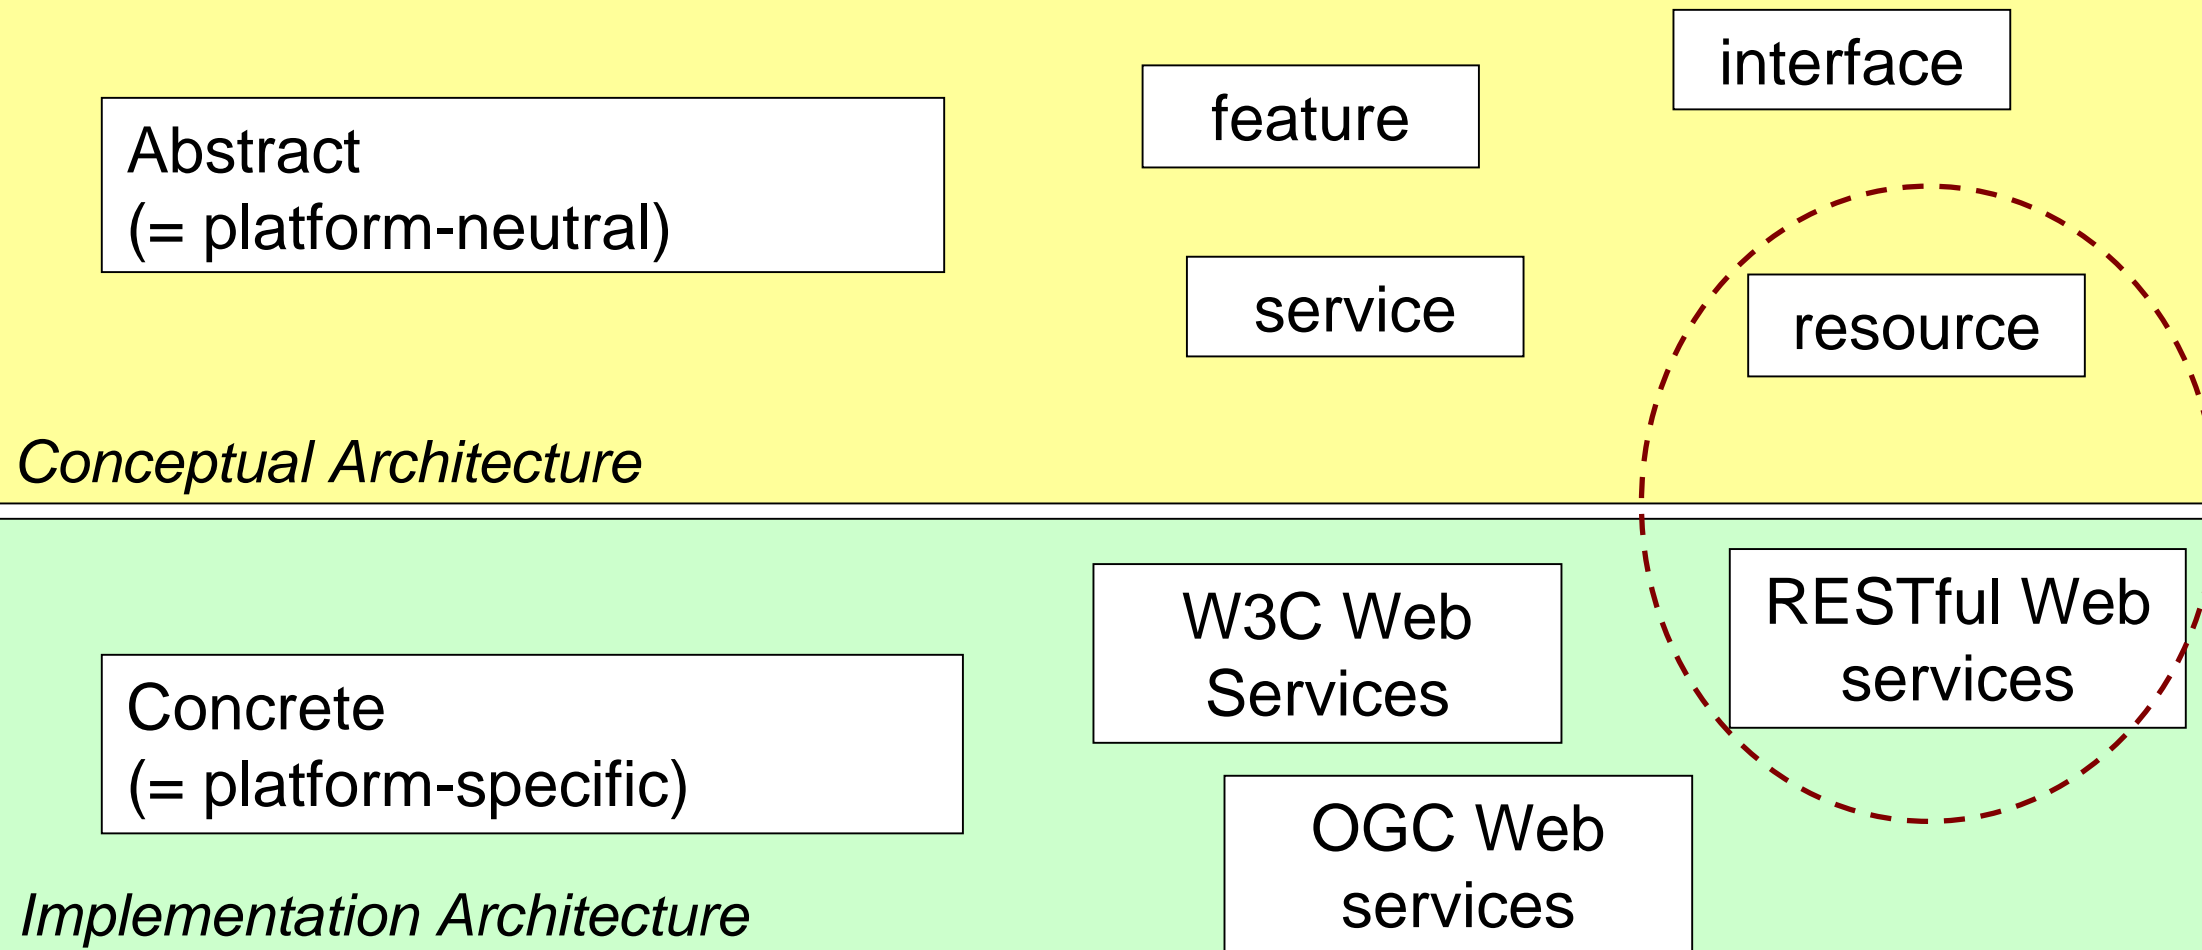 interface
feature
Abstract
(= platform-neutral)
service
resource
Conceptual Architecture
W3C Web
Services
RESTful Web
services
Concrete
(= platform-specific)
OGC Web
services
Implementation Architecture